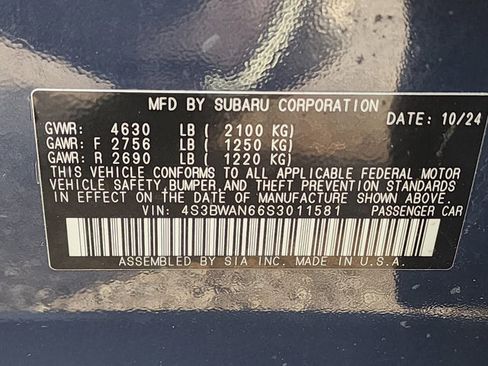 MFD BY SUBARU CORPORATION
DATE: 10/24
GVWR: 4630 LB ( 2100 KG)
GAWR: F 2756 LB ( 1250 KG)
GAWR: R 2690 LB ( 1220 KG)
THIS VEHICLE CONFORMS TO ALL APPLICABLE FEDERAL MOTOR
VEHICLE SAFETY,BUMPER,AND THEFT PREVENTION STANDARDS
IN EFFECT ON THE DATE OF MANUFACTURE SHOWN ABOVE.
VIN: 4S3BWAN66S3011581 PASSENGER CAR
ASSEMBLED BY SIA INC. MADE IN U.S.A.